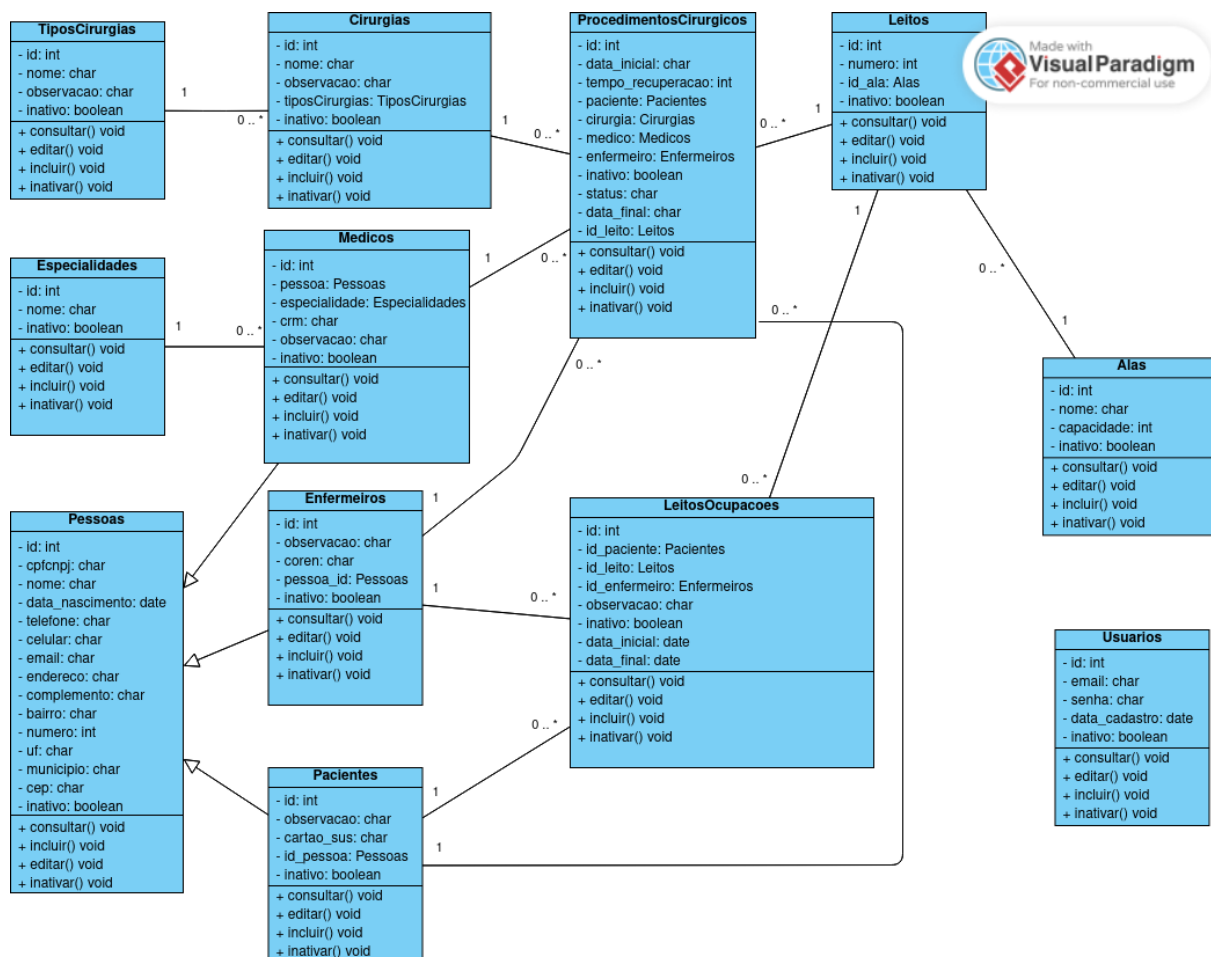 TiposCirurgias
- id: int
- nome: char
- observacao: char
- inativo: boolean
+ consultar() void
+ editar() void
+ incluir() void
+ inativar() void
1
0 .. *
Cirurgias
- id: int
- nome: char
- observacao: char
- tiposCirurgias: TiposCirurgias
- inativo: boolean
+ consultar() void
+ editar() void
+ incluir() void
+ inativar() void
1
0 .. *
ProcedimentosCirurgicos
- id: int
- data_inicial: char
- tempo_recuperacao: int
- paciente: Pacientes
- cirurgia: Cirurgias
- medico: Medicos
- enfermeiro: Enfermeiros
- inativo: boolean
- status: char
- data_final: char
- id_leito: Leitos
+ consultar() void
+ editar() void
+ incluir() void
+ inativar() void
0 .. *
1
Leitos
- id: int
- numero: int
- id_ala: Alas
- inativo: boolean
+ consultar() void
+ editar() void
+ incluir() void
+ inativar() void
Made with
VisualParadigm
For non-commercial use
Especialidades
- id: int
- nome: char
- inativo: boolean
+ consultar() void
+ editar() void
+ incluir() void
+ inativar() void
1
0 .. *
Medicos
- id: int
- pessoa: Pessoas
- especialidade: Especialidades
- crm: char
- observacao: char
- inativo: boolean
+ consultar() void
+ editar() void
+ incluir() void
+ inativar() void
1
0 .. *
0 .. *
0 .. *
1
0 .. *
0 .. *
1
Alas
- id: int
- nome: char
- capacidade: int
- inativo: boolean
+ consultar() void
+ editar() void
+ incluir() void
+ inativar() void
Pessoas
- id: int
- cpfcnpj: char
- nome: char
- data_nascimento: date
- telefone: char
- celular: char
- email: char
- endereco: char
- complemento: char
- bairro: char
- numero: int
- uf: char
- municipio: char
- cep: char
- inativo: boolean
+ consultar() void
+ incluir() void
+ editar() void
+ inativar() void
Enfermeiros
- id: int
- observacao: char
- coren: char
- pessoa_id: Pessoas
- inativo: boolean
+ consultar() void
+ editar() void
+ incluir() void
+ inativar() void
1
1
0 .. *
LeitosOcupacoes
- id: int
- id_paciente: Pacientes
- id_leito: Leitos
- id_enfermeiro: Enfermeiros
- observacao: char
- inativo: boolean
- data_inicial: date
- data_final: date
+ consultar() void
+ editar() void
+ incluir() void
+ inativar() void
0 .. *
1
1
Usuarios
- id: int
- email: char
- senha: char
- data_cadastro: date
- inativo: boolean
+ consultar() void
+ editar() void
+ incluir() void
+ inativar() void
Pacientes
- id: int
- observacao: char
- cartao_sus: char
- id_pessoa: Pessoas
- inativo: boolean
+ consultar() void
+ editar() void
+ incluir() void
+ inativar() void